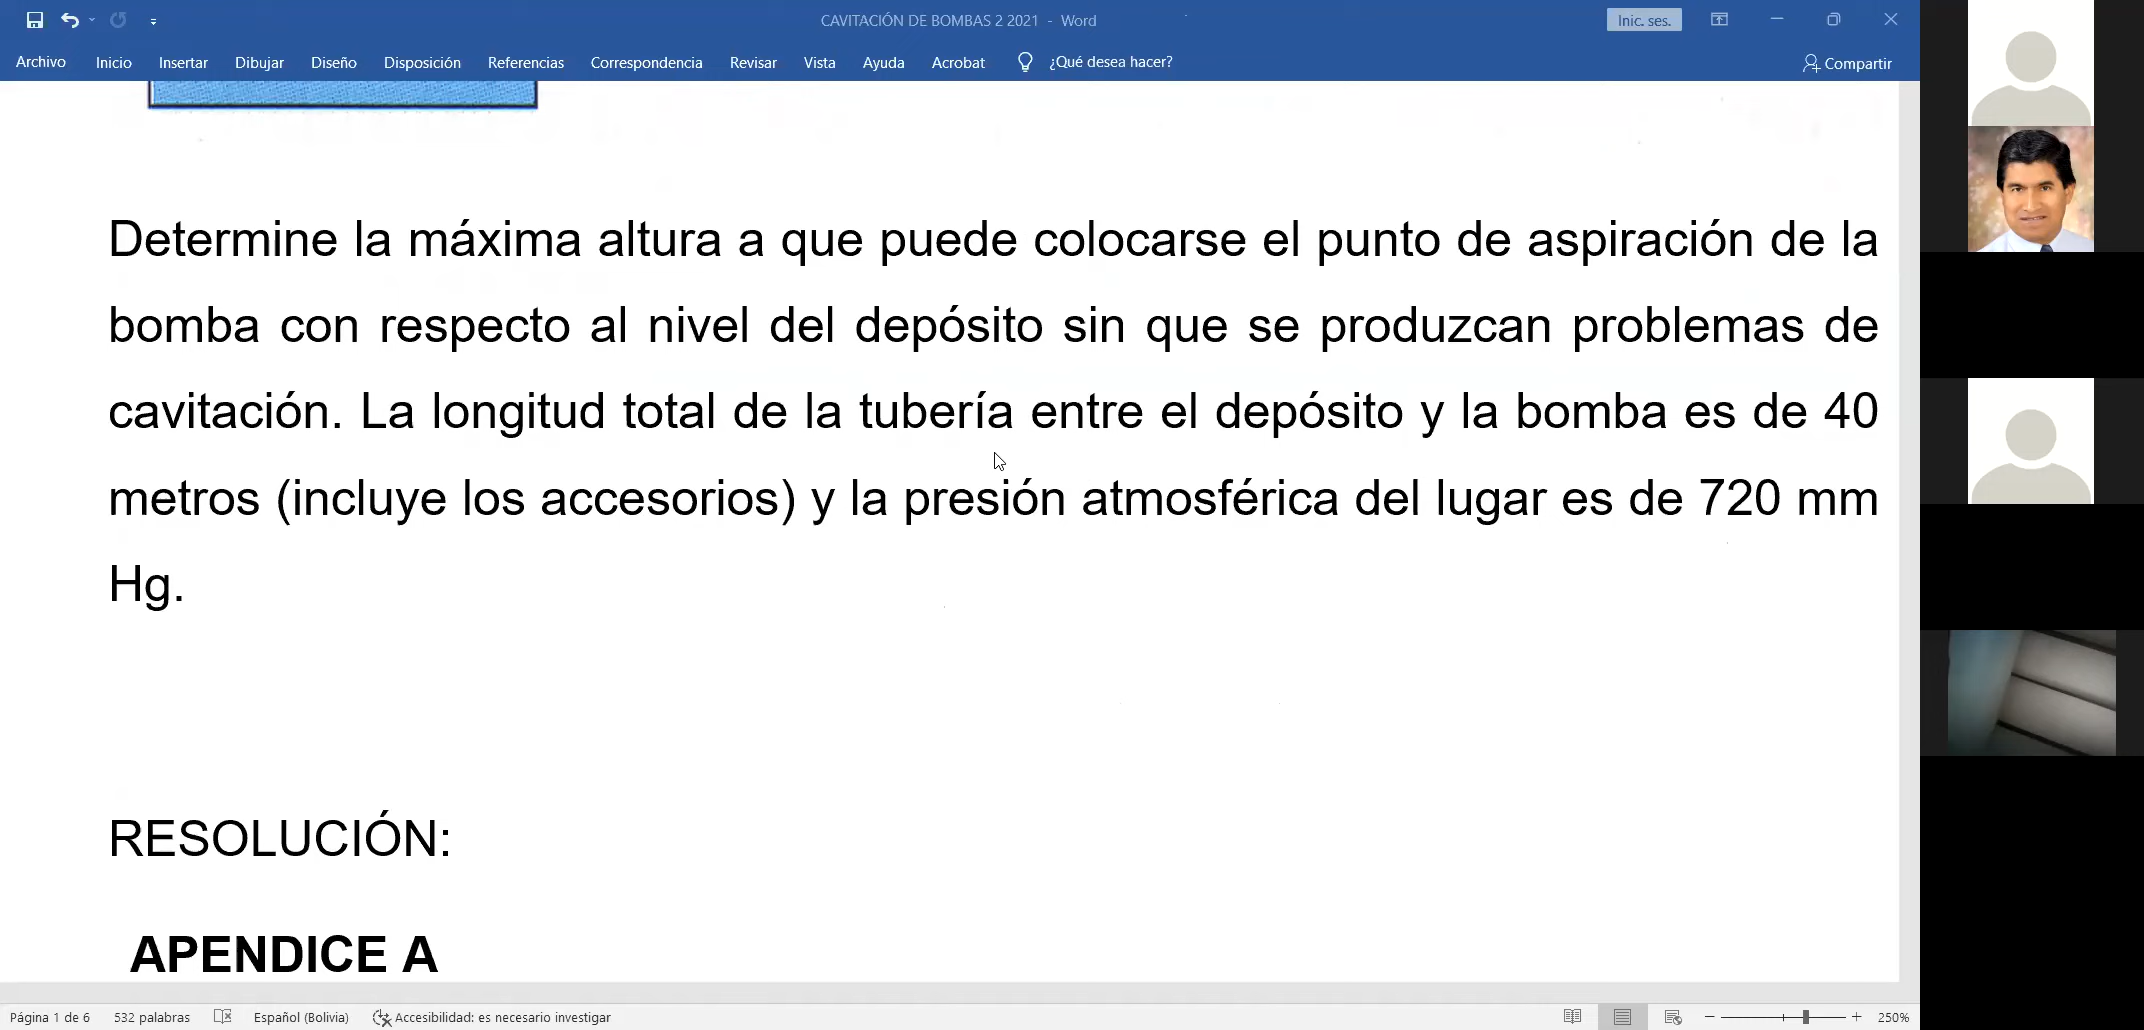 CAVITACIÓN DE BOMBAS 2 2021 - Word
Inic. ses.
Archivo Inicio Insertar Dibujar Diseño Disposición Referencias Correspondencia Revisar Vista Ayuda Acrobat ¿Qué desea hacer? Compartir
Determine la máxima altura a que puede colocarse el punto de aspiración de la
bomba con respecto al nivel del depósito sin que se produzcan problemas de
cavitación. La longitud total de la tubería entre el depósito y la bomba es de 40
metros (incluye los accesorios) y la presión atmosférica del lugar es de 720 mm
Hg.
RESOLUCIÓN:
APENDICE A
Página 1 de 6 532 palabras Español (Bolivia) Accesibilidad: es necesario investigar 250%